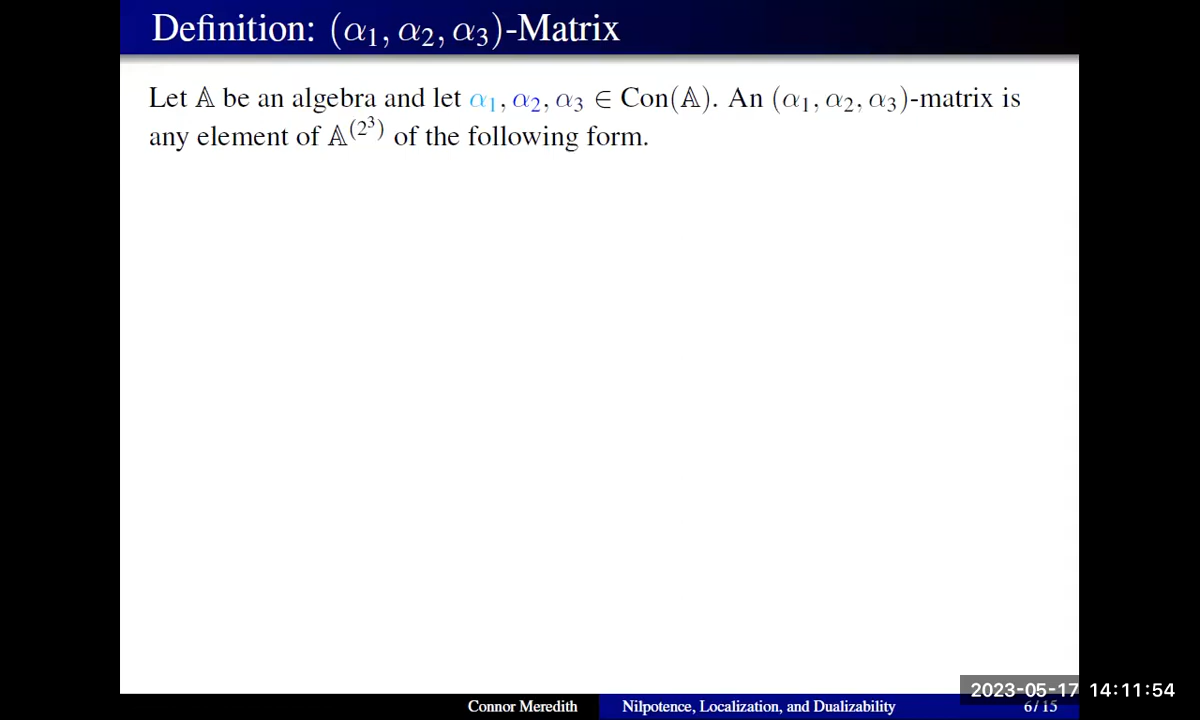 Definition: (α₁, α₂, α₃)-Matrix
Let 𝔸 be an algebra and let α₁, α₂, α₃ ∈ Con(𝔸). An (α₁, α₂, α₃)-matrix is
any element of 𝔸^(2³) of the following form.
2023-05-17 14:11:54
Connor Meredith Nilpotence, Localization, and Dualizability 6/15